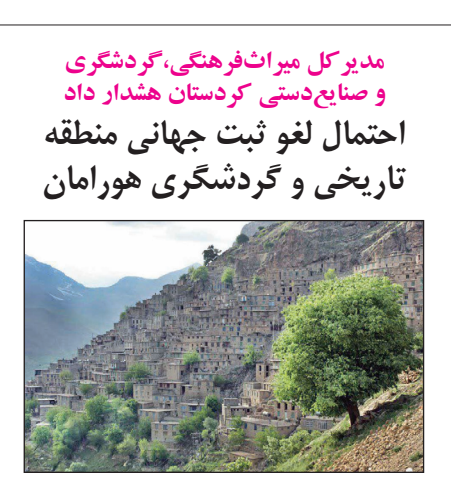 مدیرکل میراث‌فرهنگی،گردشگری
و صنایع‌دستی کردستان هشدار داد
احتمال لغو ثبت جهانی منطقه
تاریخی و گردشگری هورامان